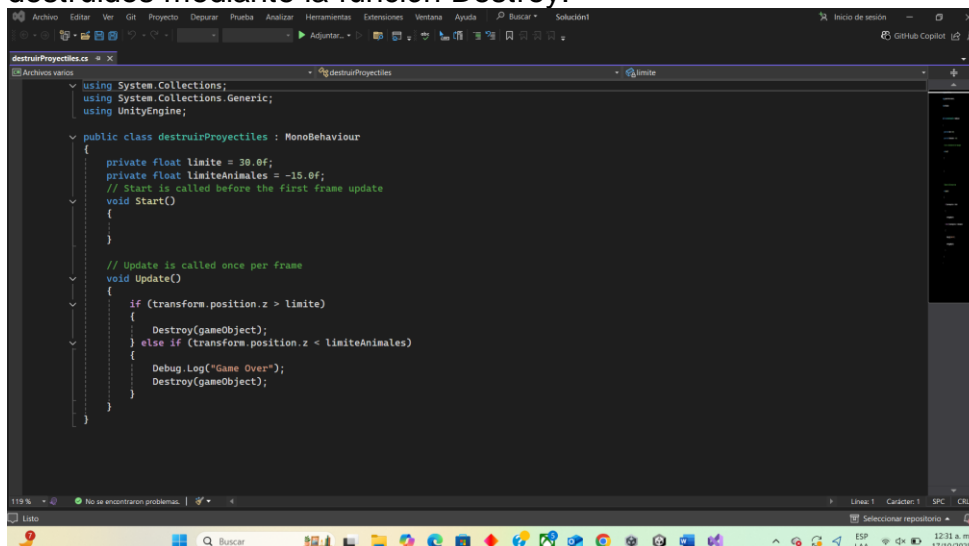 destruidos mediante la función Destroy.
Archivo Editar Ver Git Proyecto Depurar Prueba Analizar Herramientas Extensiones Ventana Ayuda Buscar Solución1 Inicio de sesión
Adjuntar... GitHub Copilot
destruirProyectiles.cs
Archivos varios destruirProyectiles limite
using System.Collections;
using System.Collections.Generic;
using UnityEngine;
public class destruirProyectiles : MonoBehaviour
{
private float limite = 30.0f;
private float limiteAnimales = -15.0f;
// Start is called before the first frame update
void Start()
{
}
// Update is called once per frame
void Update()
{
if (transform.position.z > limite)
{
Destroy(gameObject);
} else if (transform.position.z < limiteAnimales)
{
Debug.Log("Game Over");
Destroy(gameObject);
}
}
}
119 % No se encontraron problemas. Línea: 1 Carácter: 1 SPC
Listo Seleccionar repositorio
Buscar ESP 12:31 a.